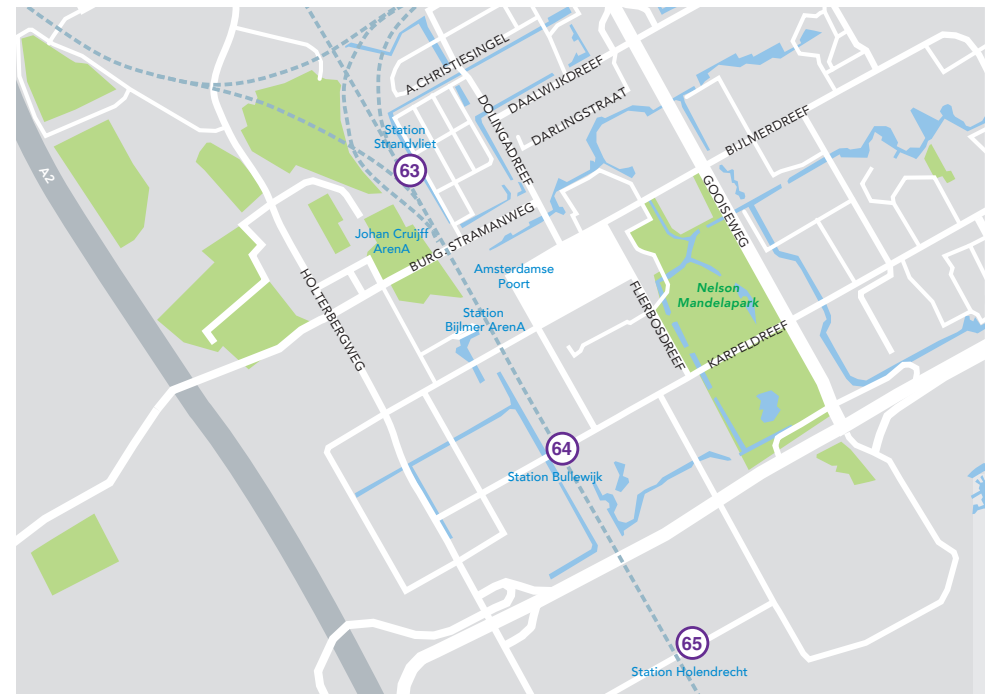 A.CHRISTIESINGEL
DAALWIJKDREEF
DOLINGADREEF
DARLINGSTRAAT
BIJLMERDREEF
Station
Strandvliet
63
A2
GOOISEWEG
BURG. STRAMANWEG
Johan Cruijff
ArenA
Amsterdamse
Poort
HOLTERBERGWEG
FLIERBOSDREEF
Nelson
Mandelapark
Station
Bijlmer ArenA
KARPELDREEF
64
Station Bullewijk
65
Station Holendrecht